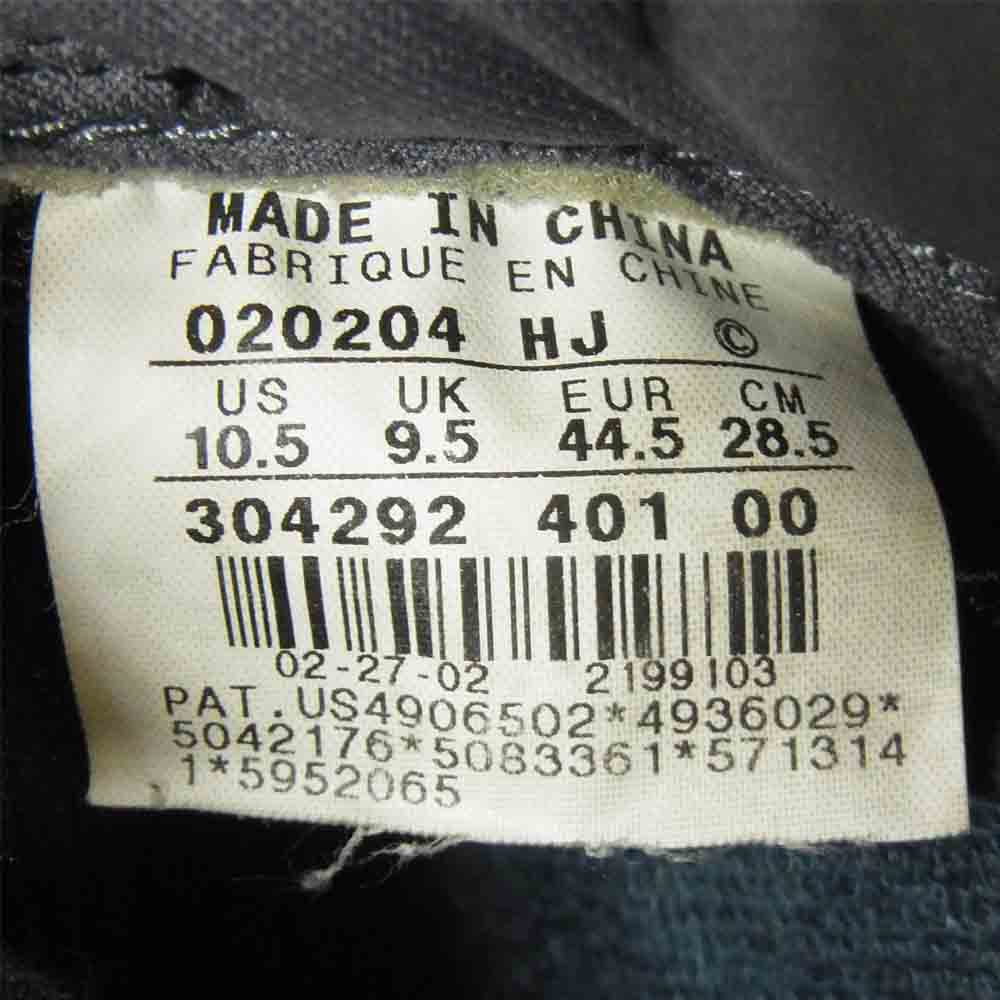 MADE IN CHINA
FABRIQUE EN CHINE
020204 HJ ©
US UK EUR CM
10.5 9.5 44.5 28.5
304292 401 00
02-27-02 2199103
PAT.US4906502*4936029*
5042176*5083361*571314
1*5952065